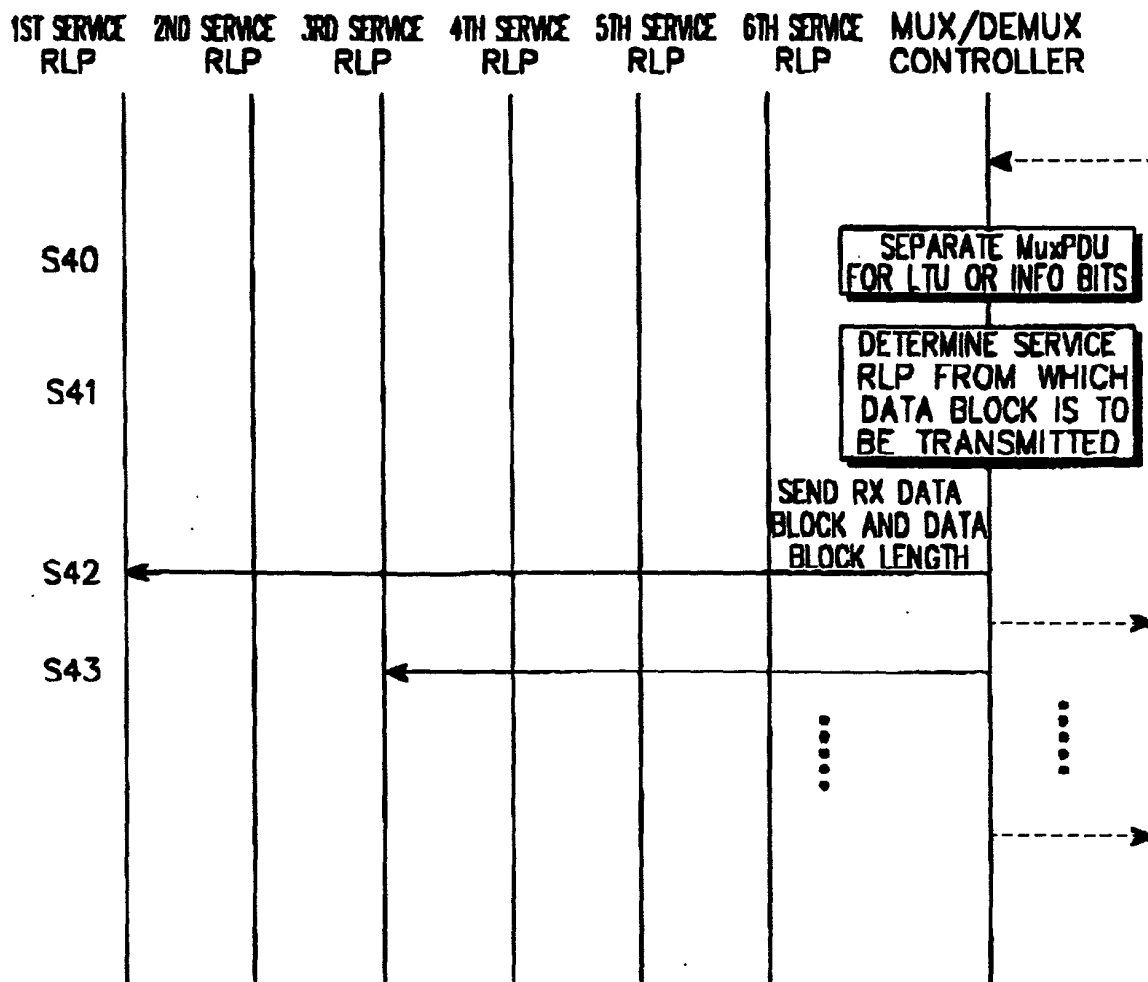 1ST SERVICE RLP
2ND SERVICE RLP
3RD SERVICE RLP
4TH SERVICE RLP
5TH SERVICE RLP
6TH SERVICE RLP
MUX/DEMUX CONTROLLER
S40
SEPARATE MuxPDU
FOR LTU OR INFO BITS
S41
DETERMINE SERVICE
RLP FROM WHICH
DATA BLOCK IS TO
BE TRANSMITTED
SEND RX DATA
BLOCK AND DATA
BLOCK LENGTH
S42
S43